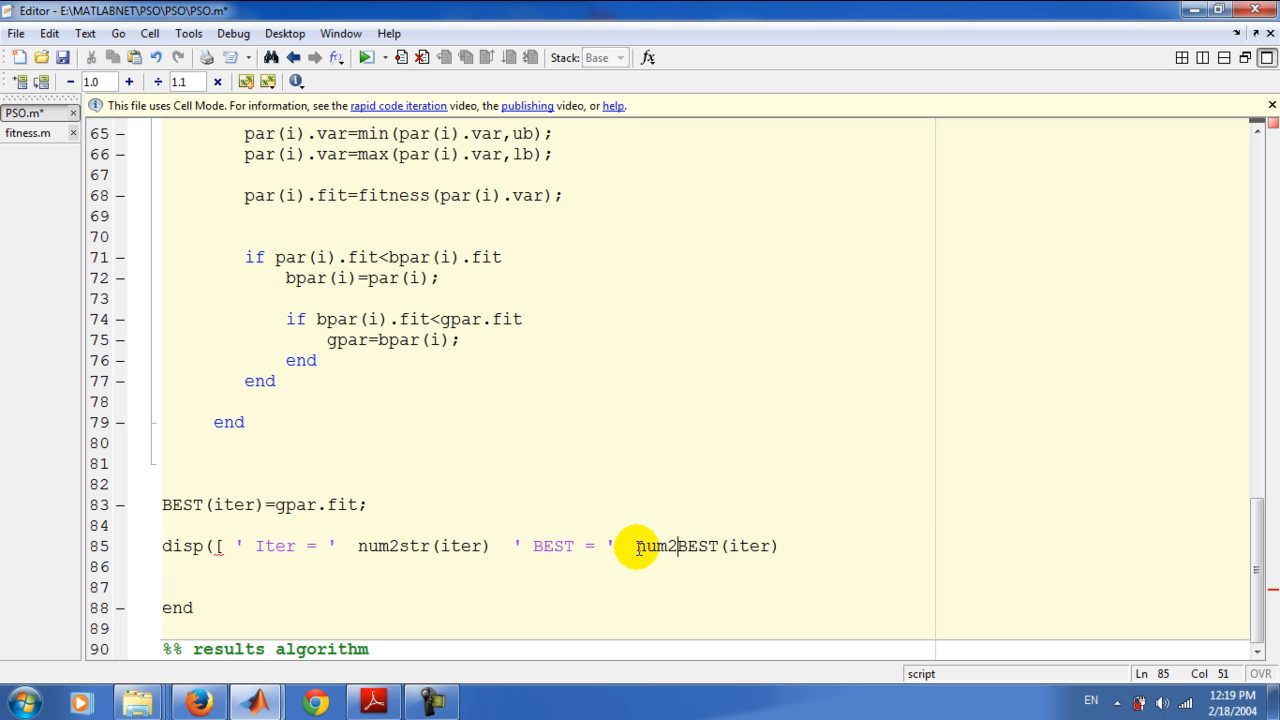 Editor - E:\MATLABNET\PSO\PSO\PSO.m*
File Edit Text Go Cell Tools Debug Desktop Window Help
Stack: Base fx
− 1.0 + ÷ 1.1 ×
PSO.m* ×
fitness.m ×
This file uses Cell Mode. For information, see the rapid code iteration video, the publishing video, or help.
65 – par(i).var=min(par(i).var,ub);
66 – par(i).var=max(par(i).var,lb);
67
68 – par(i).fit=fitness(par(i).var);
69
70
71 – if par(i).fit<bpar(i).fit
72 – bpar(i)=par(i);
73
74 – if bpar(i).fit<gpar.fit
75 – gpar=bpar(i);
76 – end
77 – end
78
79 – end
80
81
82
83 – BEST(iter)=gpar.fit;
84
85 – disp([ ' Iter = '  num2str(iter)  ' BEST = '  num2BEST(iter)
86
87
88 – end
89
90 %% results algorithm
script Ln 85 Col 51 OVR
EN 12:19 PM
2/18/2004